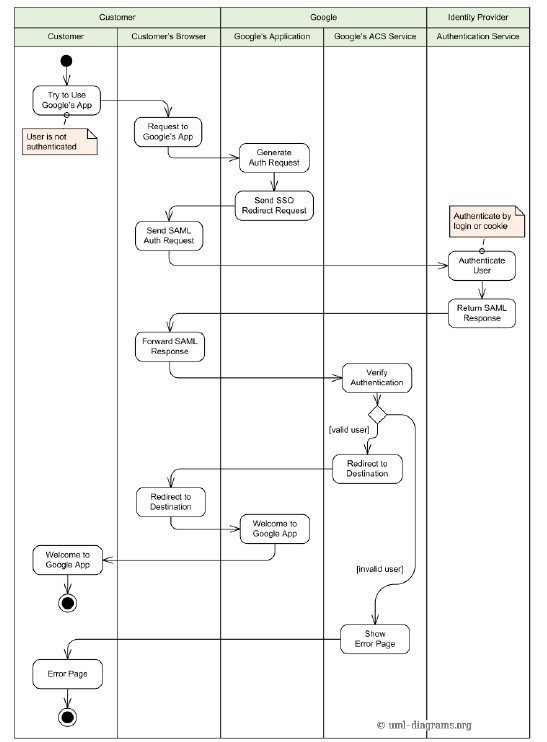 Customer
Google
Identity Provider
Customer
Customer's Browser
Google's Application
Google's ACS Service
Authentication Service
Try to Use
Google's App
User is not
authenticated
Request to
Google's App
Generate
Auth Request
Send SSO
Redirect Request
Send SAML
Auth Request
Authenticate by
login or cookie
Authenticate
User
Return SAML
Response
Forward SAML
Response
Verify
Authentication
[valid user]
Redirect to
Destination
Redirect to
Destination
Welcome to
Google App
Welcome to
Google App
[invalid user]
Show
Error Page
Error Page
© uml-diagrams.org